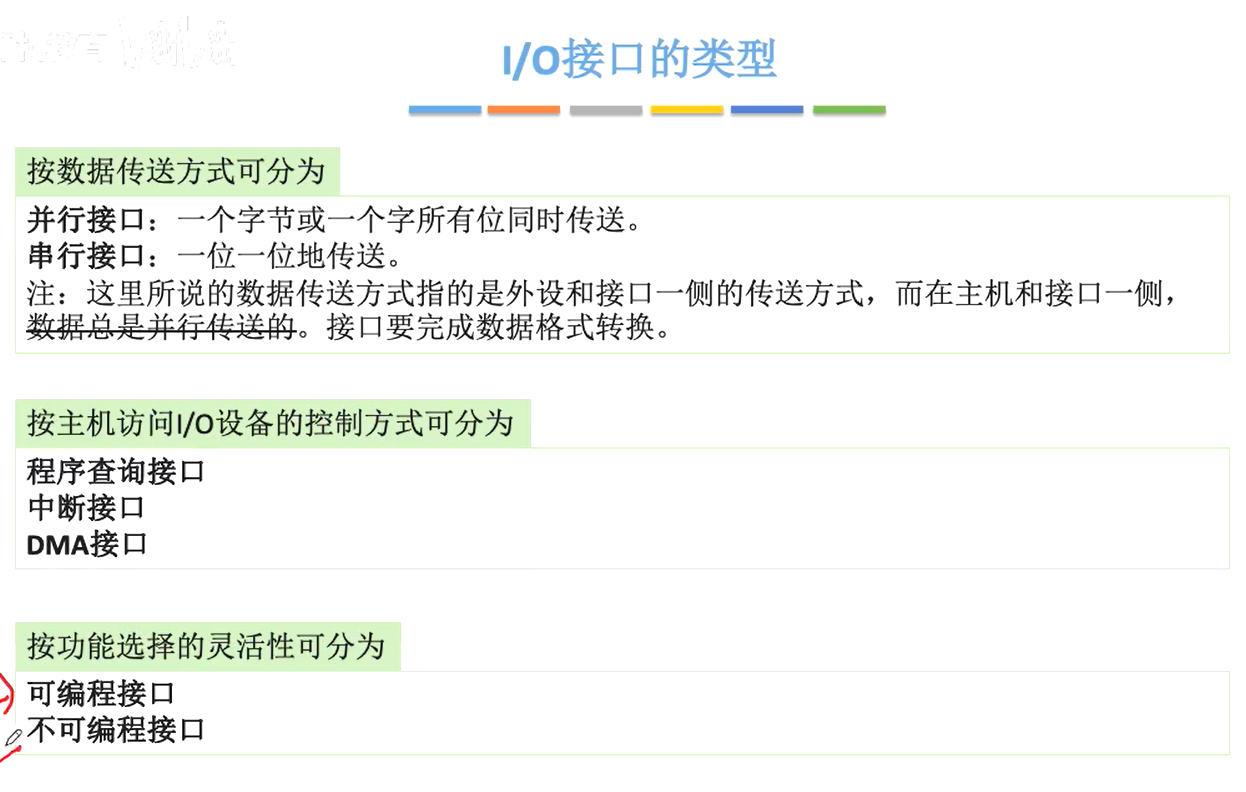 I/O接口的类型
按数据传送方式可分为
并行接口：一个字节或一个字所有位同时传送。
串行接口：一位一位地传送。
注：这里所说的数据传送方式指的是外设和接口一侧的传送方式，而在主机和接口一侧，
数据总是并行传送的。接口要完成数据格式转换。
按主机访问I/O设备的控制方式可分为
程序查询接口
中断接口
DMA接口
按功能选择的灵活性可分为
可编程接口
不可编程接口